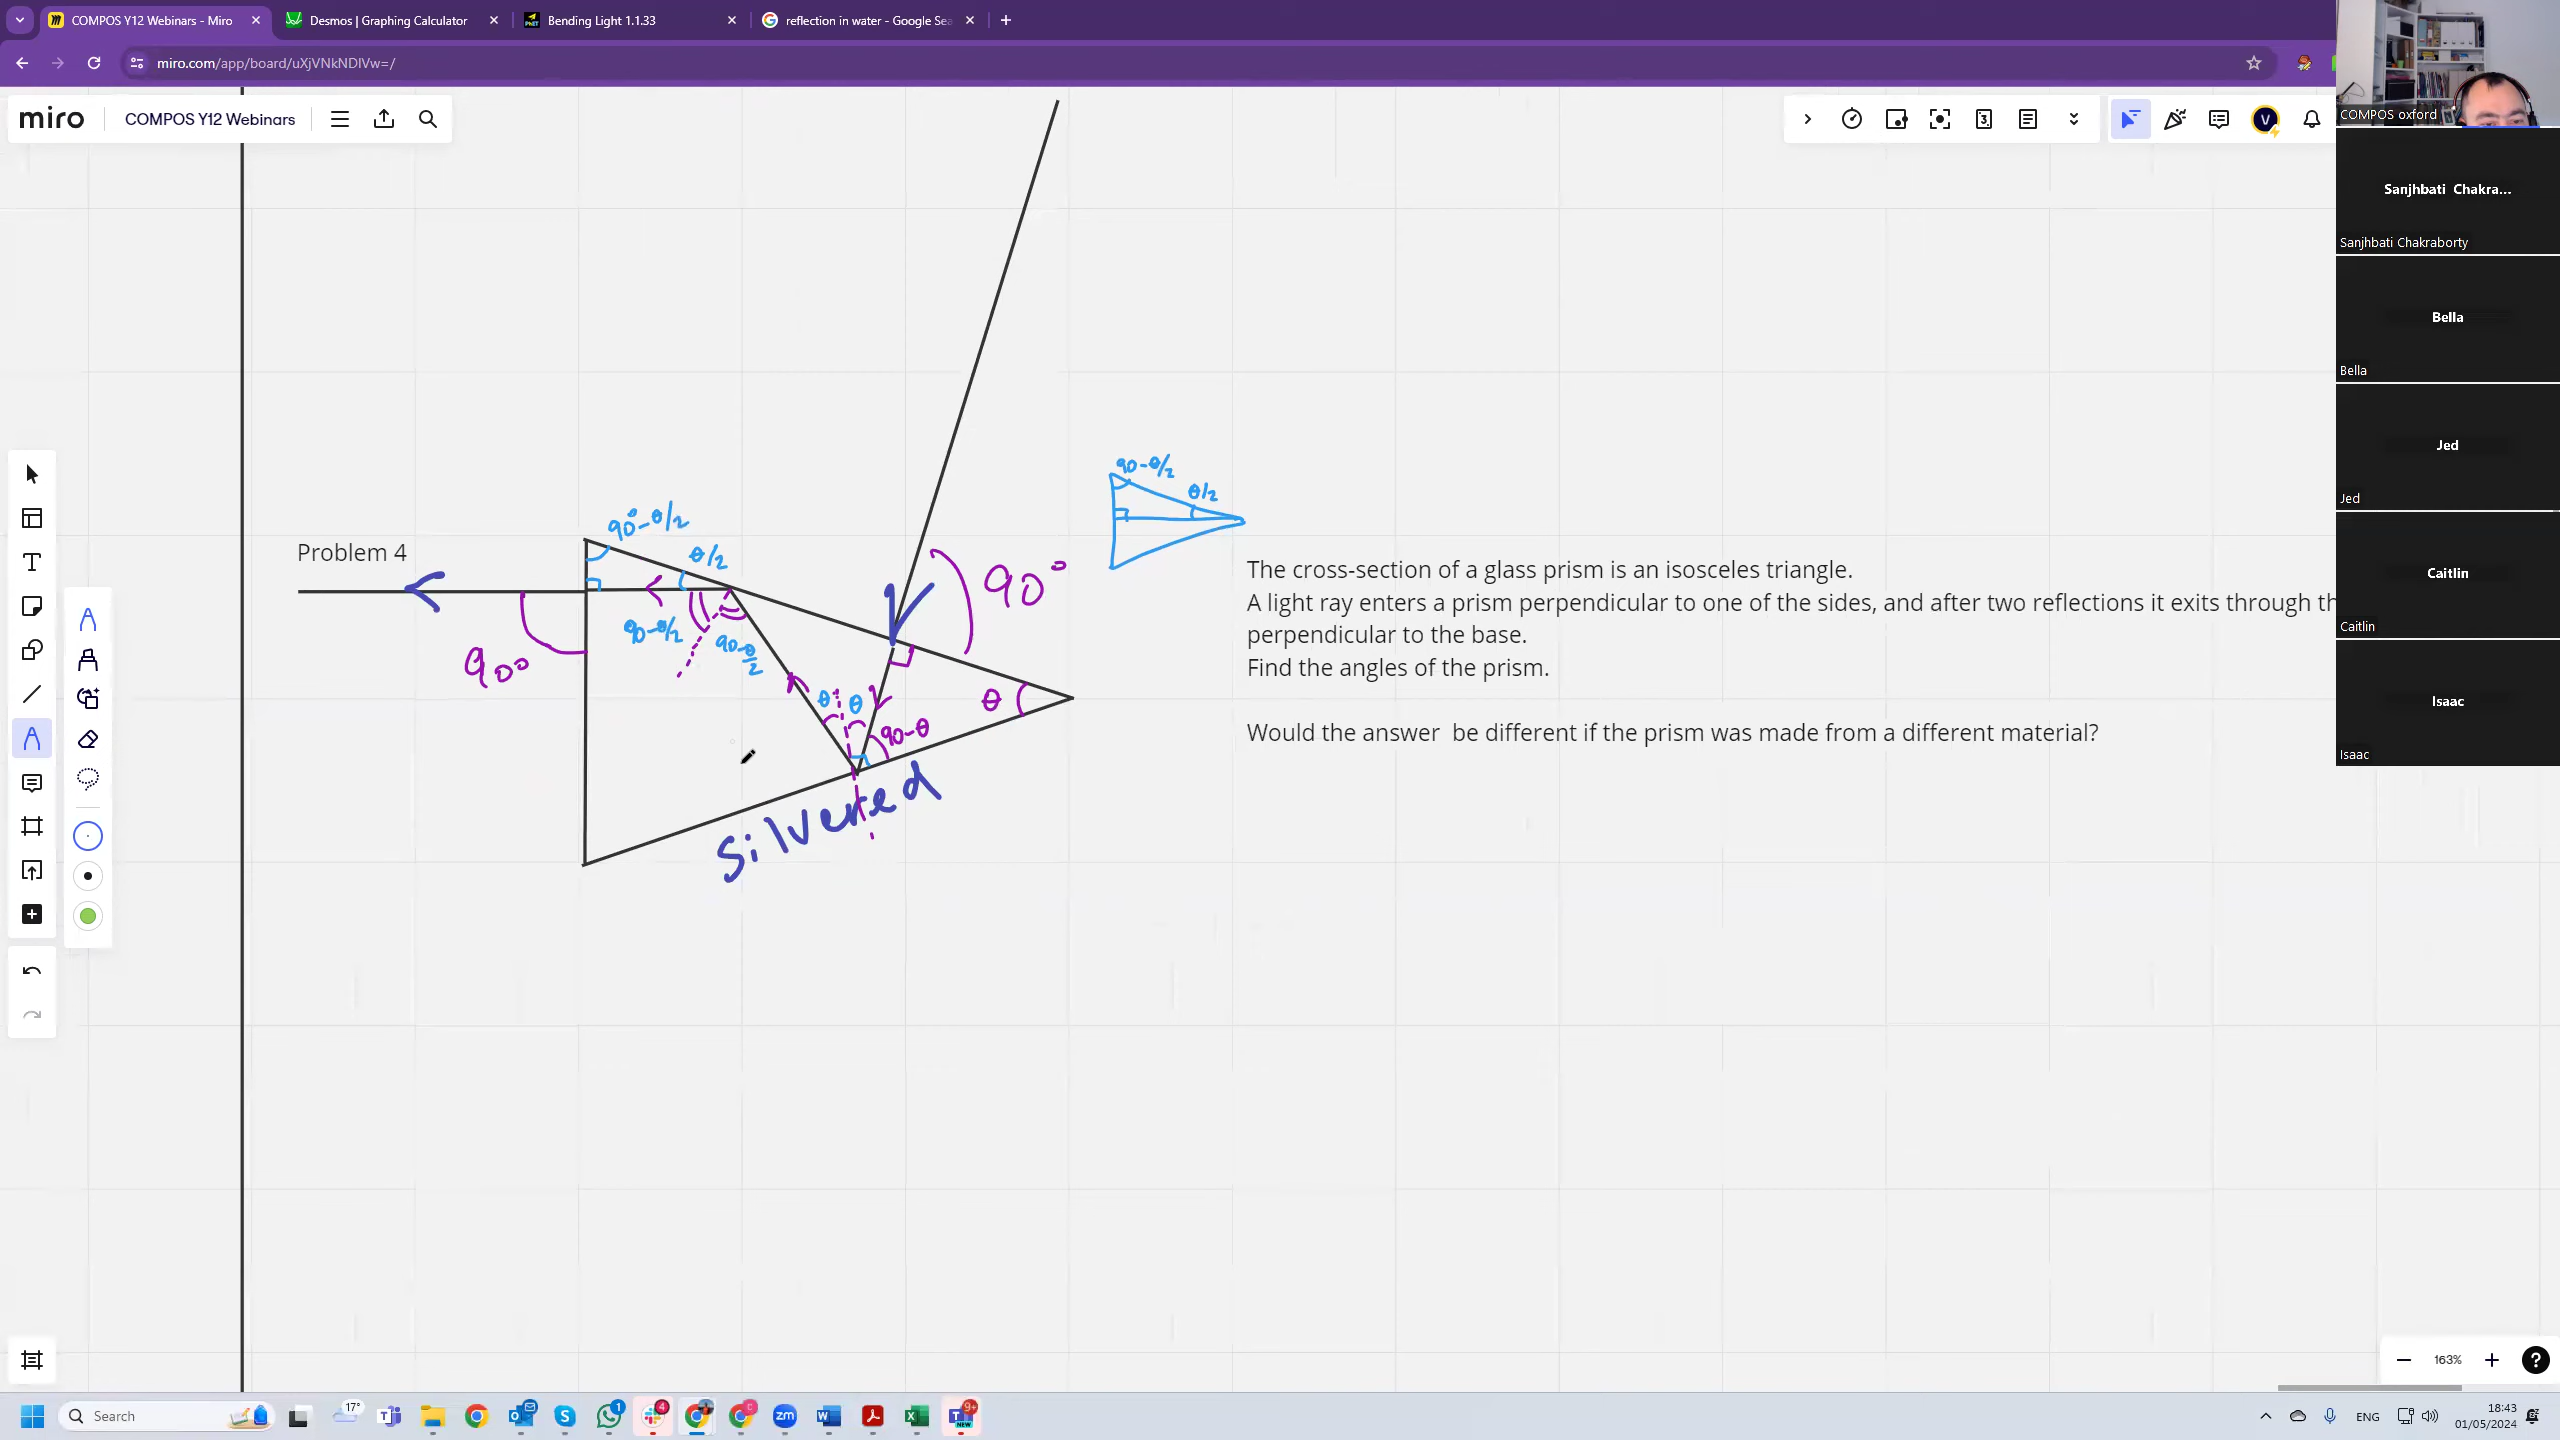 COMPOS Y12 Webinars - Miro
Desmos | Graphing Calculator
Bending Light 1.1.33
reflection in water - Google Sea
miro.com/app/board/uXjVNkNDIVw=/
miro
COMPOS Y12 Webinars
V
COMPOS oxford
Sanjhbati Chakra...
Sanjhbati Chakraborty
Bella
Bella
Jed
Jed
Caitlin
Caitlin
Isaac
Isaac
Problem 4
90°-θ/2
θ/2
90-θ/2
90-θ/2
90°
θ
θ
90-θ
θ
90°
Silvered
90-θ/2
θ/2
The cross-section of a glass prism is an isosceles triangle.
A light ray enters a prism perpendicular to one of the sides, and after two reflections it exits through th
perpendicular to the base.
Find the angles of the prism.
Would the answer be different if the prism was made from a different material?
163%
Search
17°
1
4
9+
NEW
zm
ENG
18:43
01/05/2024